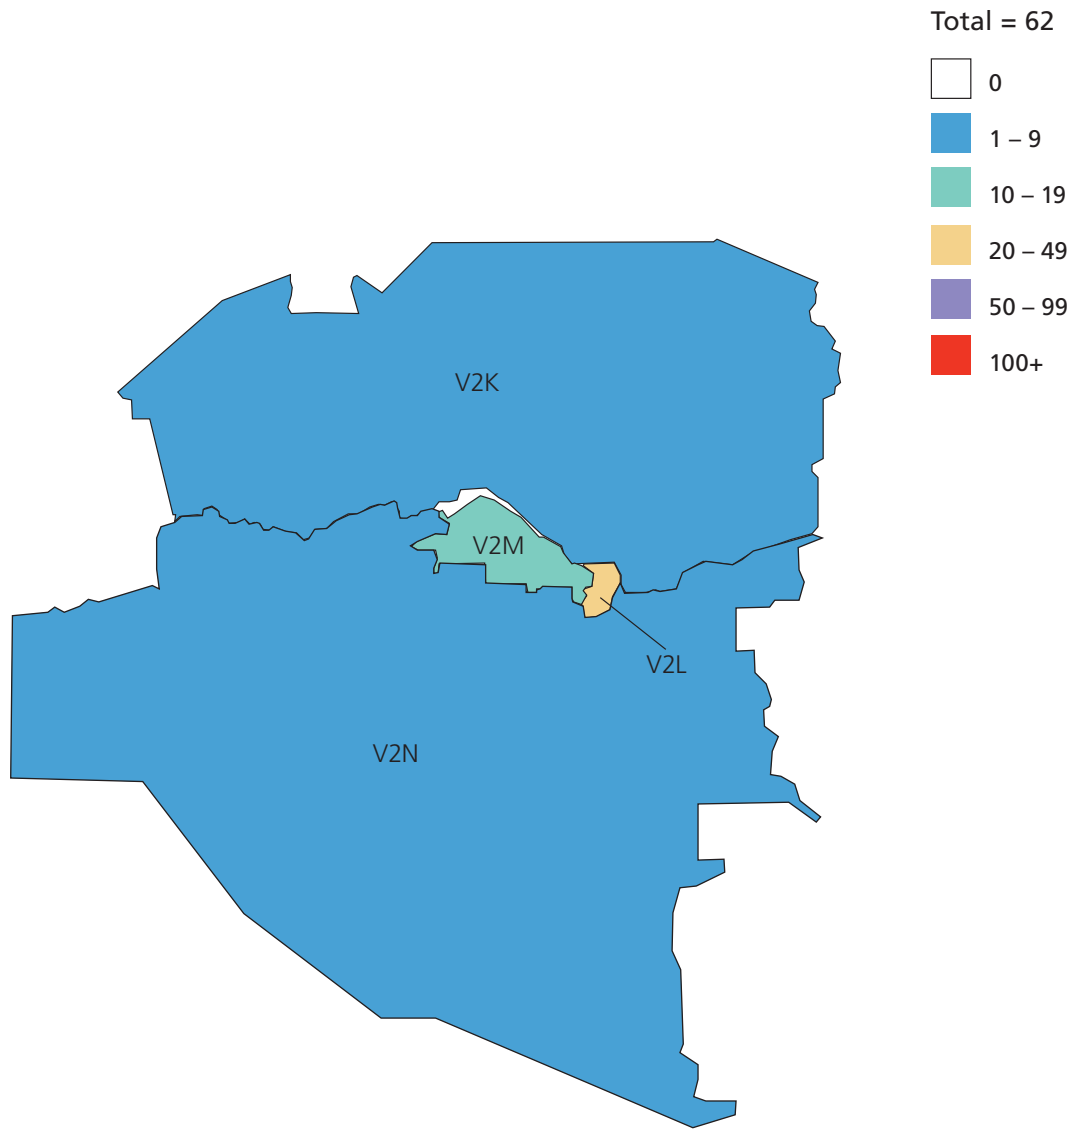 Total = 62
0
1 – 9
10 – 19
20 – 49
50 – 99
100+
V2K
V2M
V2L
V2N